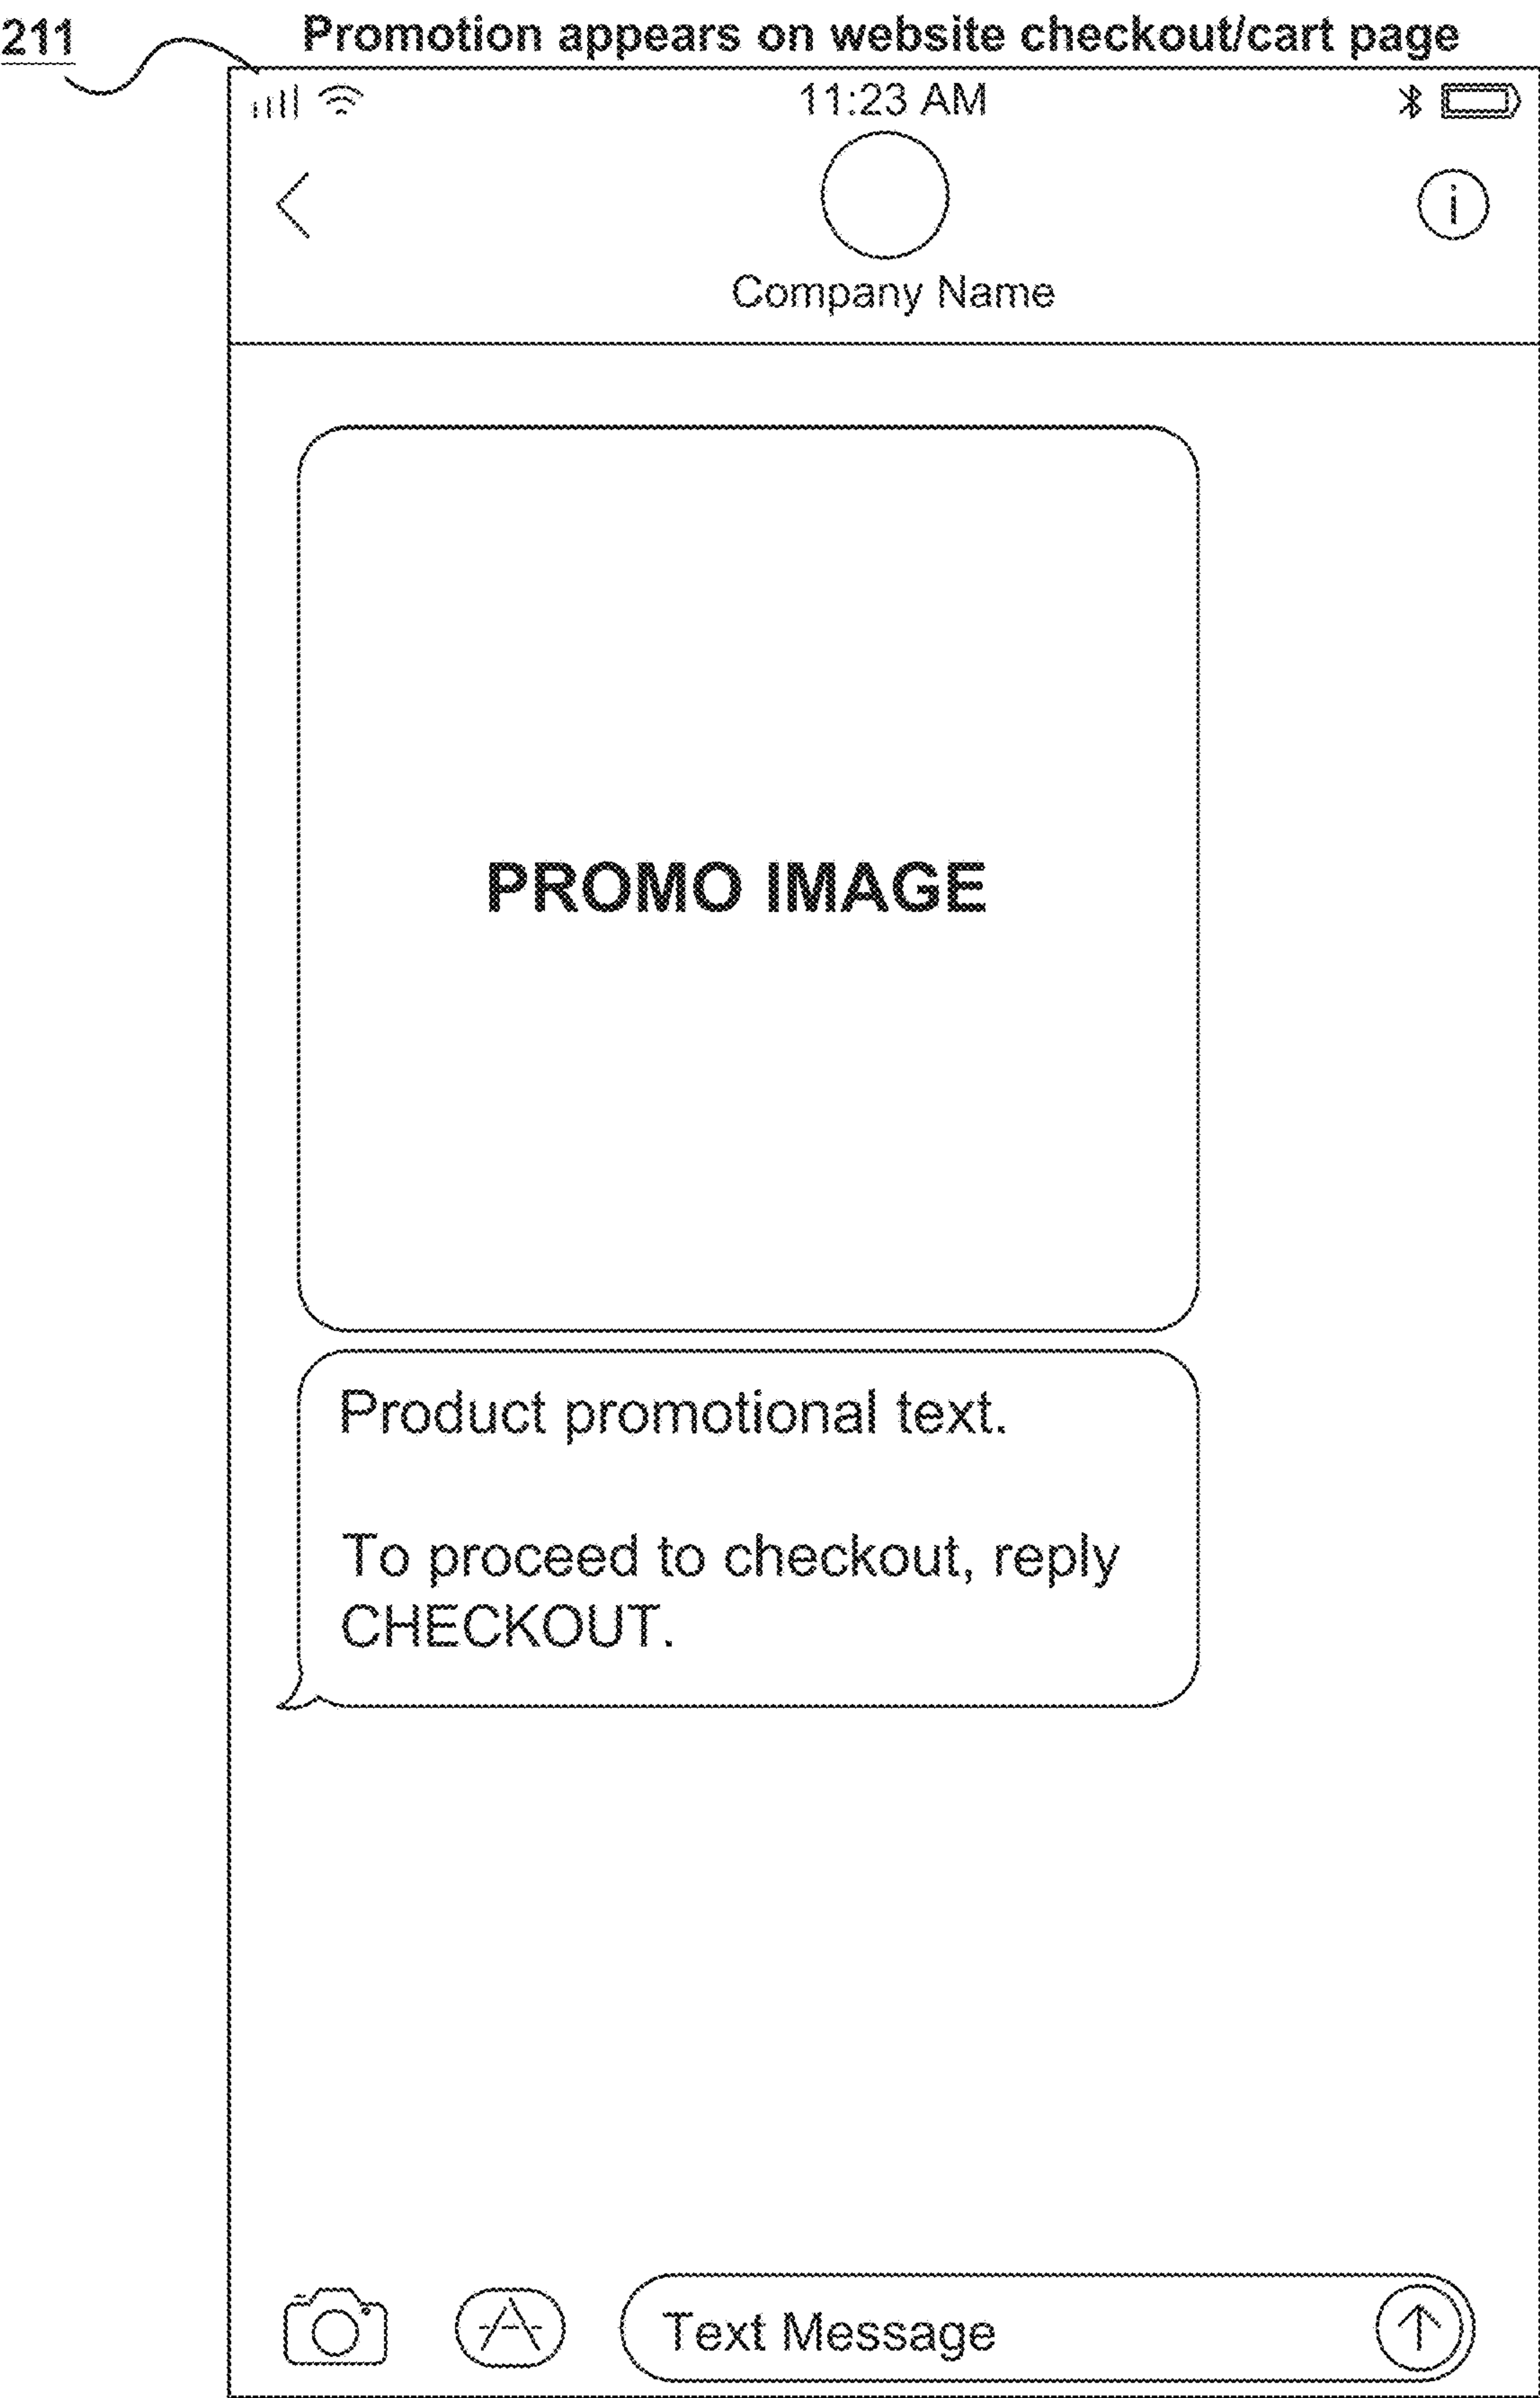 211
Promotion appears on website checkout/cart page
11:23 AM
i
Company Name
PROMO IMAGE
Product promotional text.
To proceed to checkout, reply
CHECKOUT.
Text Message